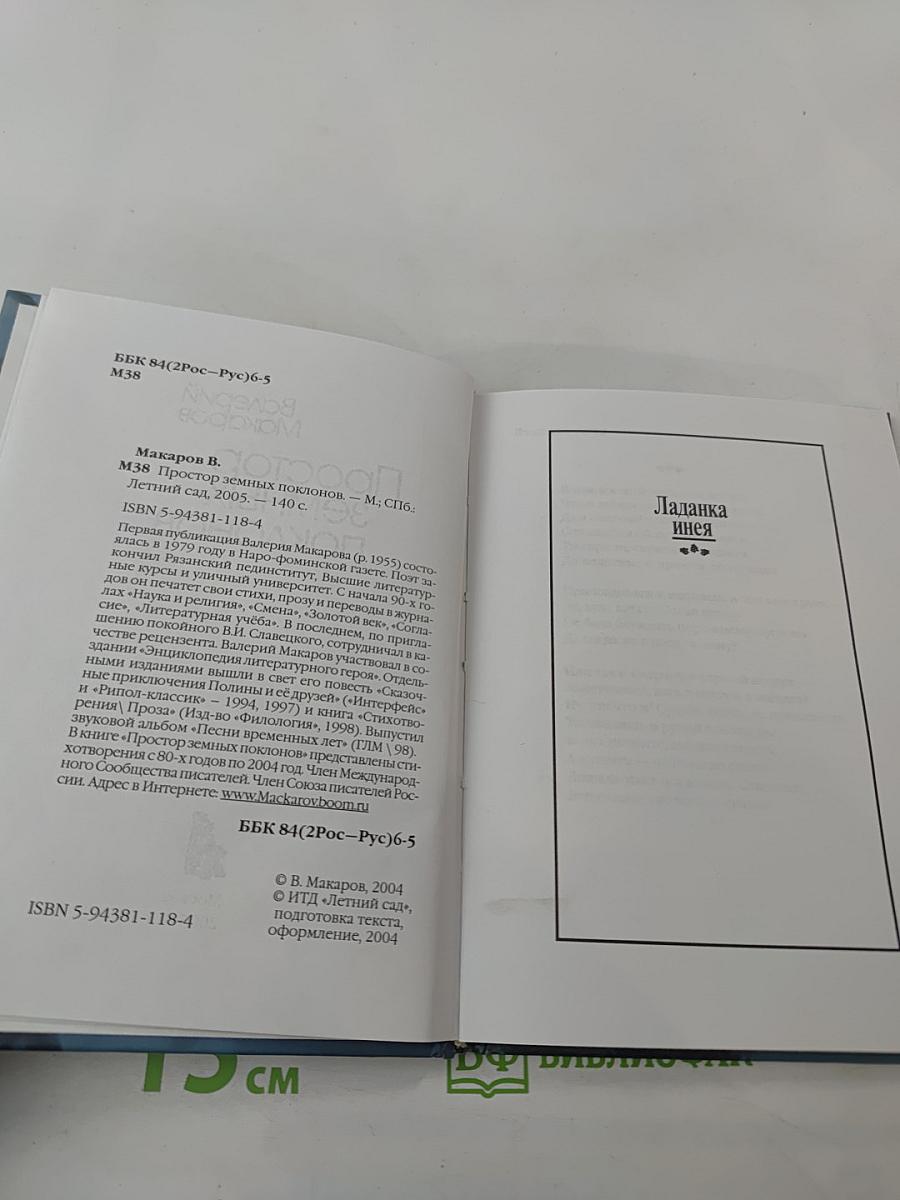 ББК 84(2Рос—Рус)6-5
М38
Валерий
Макаров
Простор
земных
поклонов
Макаров В.
М38 Простор земных поклонов. — М.; СПб.:
Летний сад, 2005. — 140 с.
ISBN 5-94381-118-4
Первая публикация Валерия Макарова (р. 1955) состо-
ялась в 1979 году в Наро-фоминской газете. Поэт за-
кончил Рязанский пединститут, Высшие литератур-
ные курсы и уличный университет. С начала 90-х го-
дов он печатет свои стихи, прозу и переводы в журна-
лах «Наука и религия», «Смена», «Золотой век», «Согла-
сие», «Литературная учёба». В последнем, по пригла-
шению покойного В.И. Славецкого, сотрудничал в ка-
честве рецензента. Валерий Макаров участвовал в со-
здании «Энциклопедия литературного героя». Отдель-
ными изданиями вышли в свет его повесть «Сказоч-
ные приключения Полины и её друзей» («Интерфейс»
и «Рипол-классик» – 1994, 1997) и книга «Стихотво-
рения\ Проза» (Изд-во «Филология», 1998). Выпустил
звуковой альбом «Песни временных лет» (ГЛМ \ 98).
В книге «Простор земных поклонов» представлены сти-
хотворения с 80-х годов по 2004 год. Член Международ-
ного Сообщества писателей. Член Союза писателей Рос-
сии. Адрес в Интернете: www.Mackarov.boom.ru
ББК 84(2Рос—Рус)6-5
© В. Макаров, 2004
© ИТД «Летний сад»,
подготовка текста,
оформление, 2004
ISBN 5-94381-118-4
Ладанка
инея
15 см
БФ БИБЛИОФАК